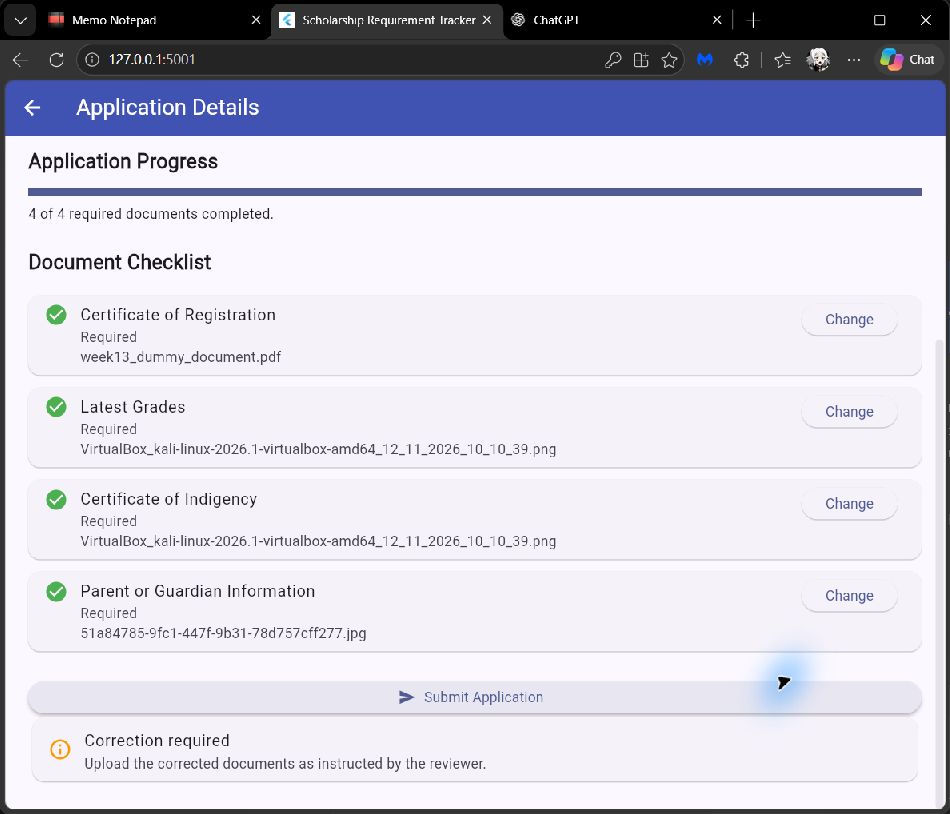 Memo Notepad
Scholarship Requirement Tracker
ChatGPT
127.0.0.1:5001
Chat
Application Details
Application Progress
4 of 4 required documents completed.
Document Checklist
Certificate of Registration
Required
week13_dummy_document.pdf
Change
Latest Grades
Required
VirtualBox_kali-linux-2026.1-virtualbox-amd64_12_11_2026_10_10_39.png
Change
Certificate of Indigency
Required
VirtualBox_kali-linux-2026.1-virtualbox-amd64_12_11_2026_10_10_39.png
Change
Parent or Guardian Information
Required
51a84785-9fc1-447f-9b31-78d757cff277.jpg
Change
Submit Application
Correction required
Upload the corrected documents as instructed by the reviewer.